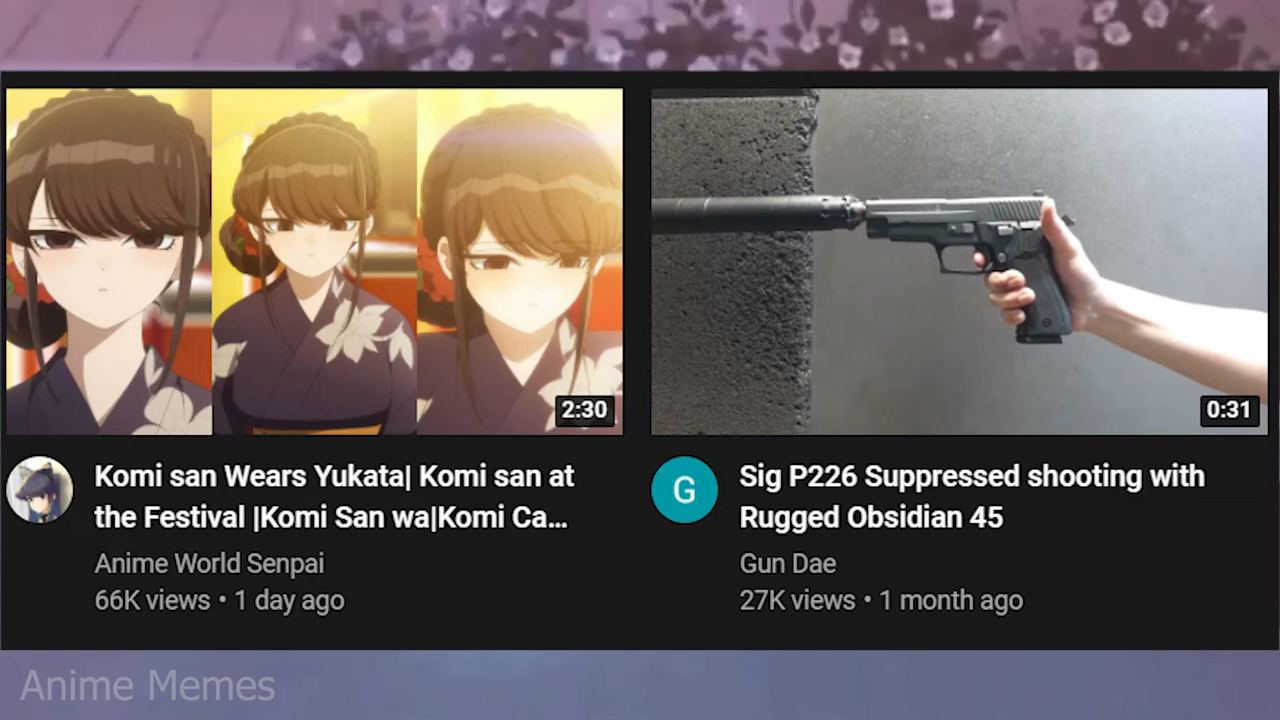 2:30
0:31
Komi san Wears Yukata| Komi san at
the Festival |Komi San wa|Komi Ca...
Anime World Senpai
66K views • 1 day ago
G
Sig P226 Suppressed shooting with
Rugged Obsidian 45
Gun Dae
27K views • 1 month ago
Anime Memes